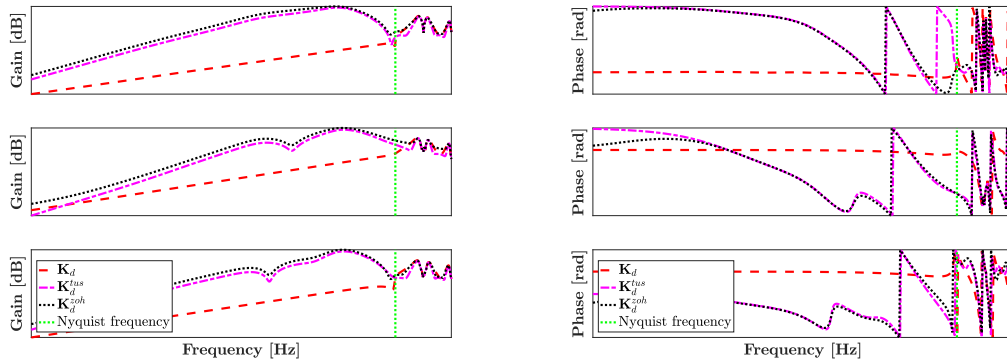 Gain [dB]
Phase [rad]
Gain [dB]
Phase [rad]
Gain [dB]
K_d
K_d^{tus}
K_d^{zoh}
Nyquist frequency
Frequency [Hz]
Phase [rad]
K_d
K_d^{tus}
K_d^{zoh}
Nyquist frequency
Frequency [Hz]